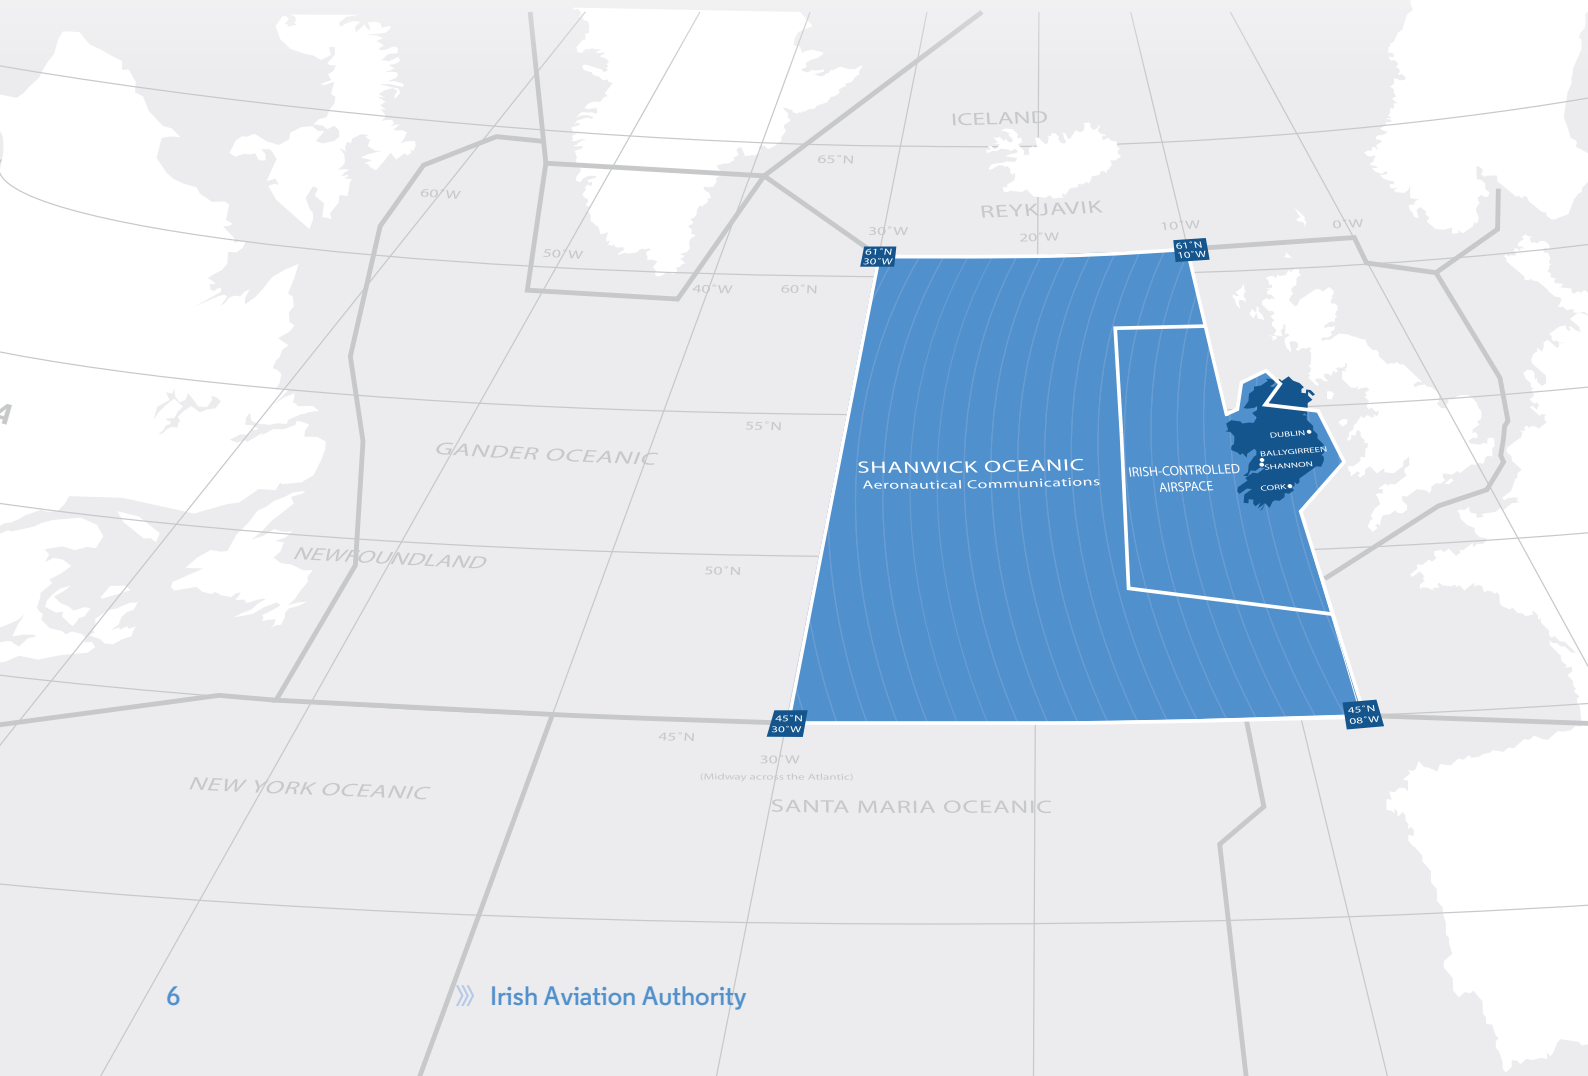 ICELAND
65°N
60°W
REYKJAVIK
30°W
20°W
10°W
0°W
61°N
30°W
61°N
10°W
50°W
40°W
60°N
A
55°N
GANDER OCEANIC
SHANWICK OCEANIC
Aeronautical Communications
IRISH-CONTROLLED
AIRSPACE
DUBLIN
BALLYGIRREEN
SHANNON
CORK
NEWFOUNDLAND
50°N
45°N
30°W
45°N
08°W
45°N
30°W
(Midway across the Atlantic)
NEW YORK OCEANIC
SANTA MARIA OCEANIC
6
Irish Aviation Authority